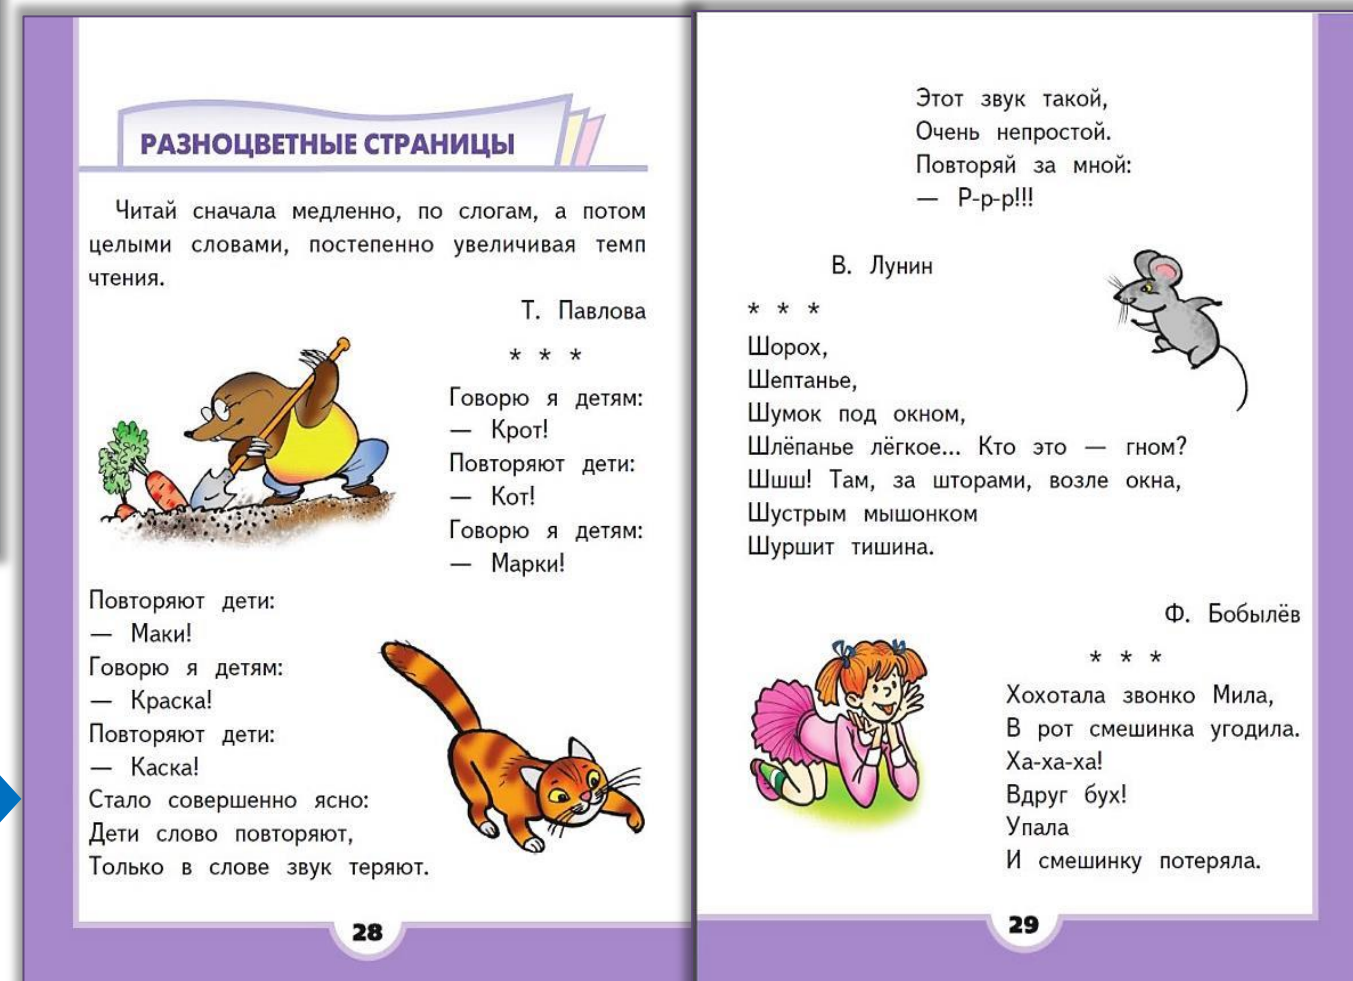 РАЗНОЦВЕТНЫЕ СТРАНИЦЫ
Читай сначала медленно, по слогам, а потом
целыми словами, постепенно увеличивая темп
чтения.
Т. Павлова
* * *
Говорю я детям:
— Крот!
Повторяют дети:
— Кот!
Говорю я детям:
— Марки!
Повторяют дети:
— Маки!
Говорю я детям:
— Краска!
Повторяют дети:
— Каска!
Стало совершенно ясно:
Дети слово повторяют,
Только в слове звук теряют.
28
Этот звук такой,
Очень непростой.
Повторяй за мной:
— Р-р-р!!!
В. Лунин
* * *
Шорох,
Шептанье,
Шумок под окном,
Шлёпанье лёгкое... Кто это — гном?
Шшш! Там, за шторами, возле окна,
Шустрым мышонком
Шуршит тишина.
Ф. Бобылёв
* * *
Хохотала звонко Мила,
В рот смешинка угодила.
Ха-ха-ха!
Вдруг бух!
Упала
И смешинку потеряла.
29